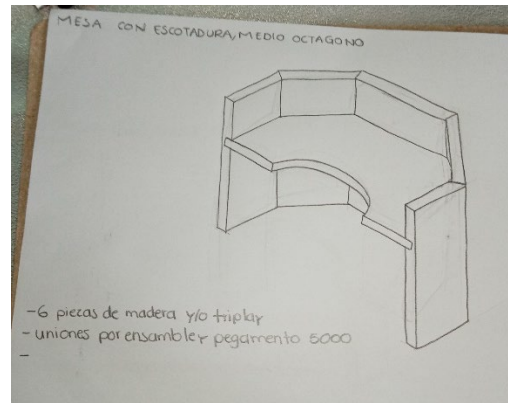 MESA CON ESCOTADURA, MEDIO OCTAGONO
-6 piezas de madera y/o triplay
-uniones por ensamble y pegamento 5000
-